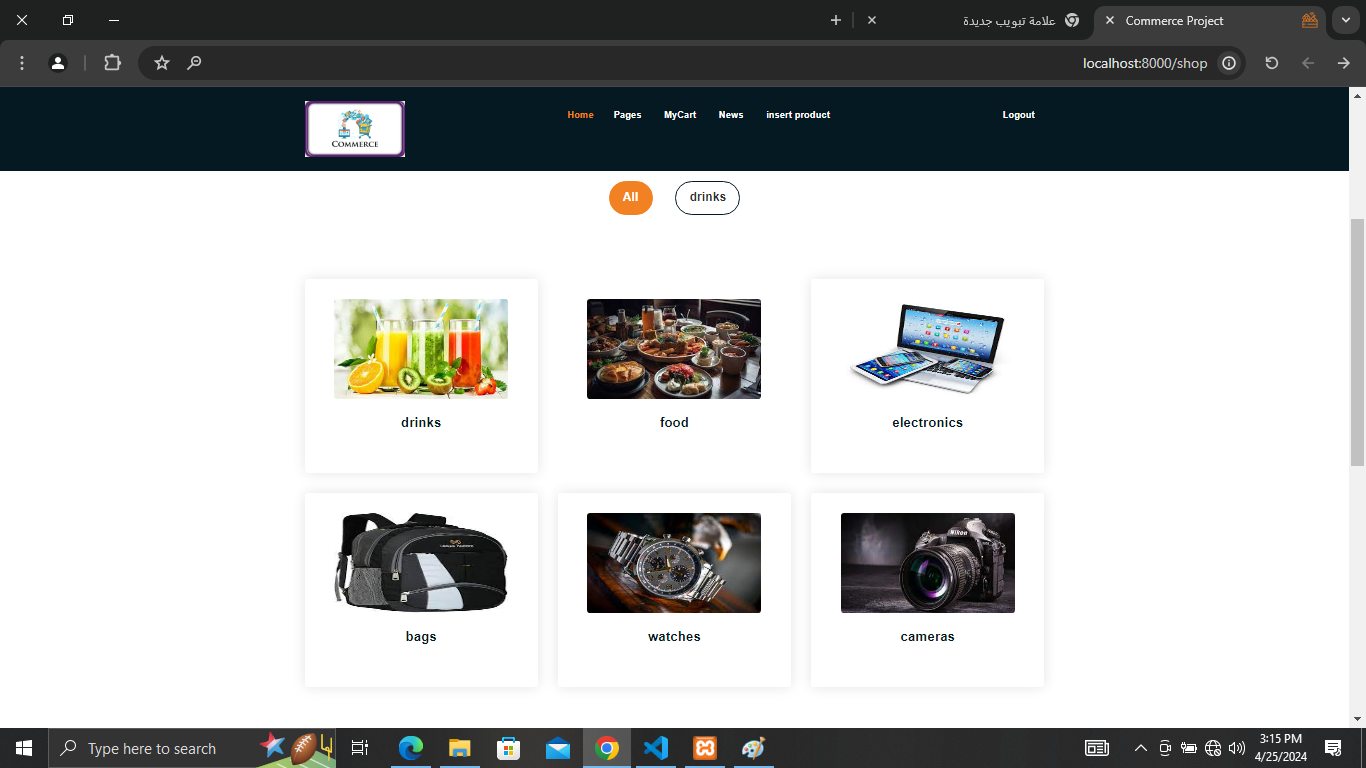 علامة تبويب جديدة
Commerce Project
localhost:8000/shop
COMMERCE
Home Pages MyCart News insert product Logout
All drinks
drinks food electronics
Nikon
bags watches cameras
Type here to search
3:15 PM
4/25/2024